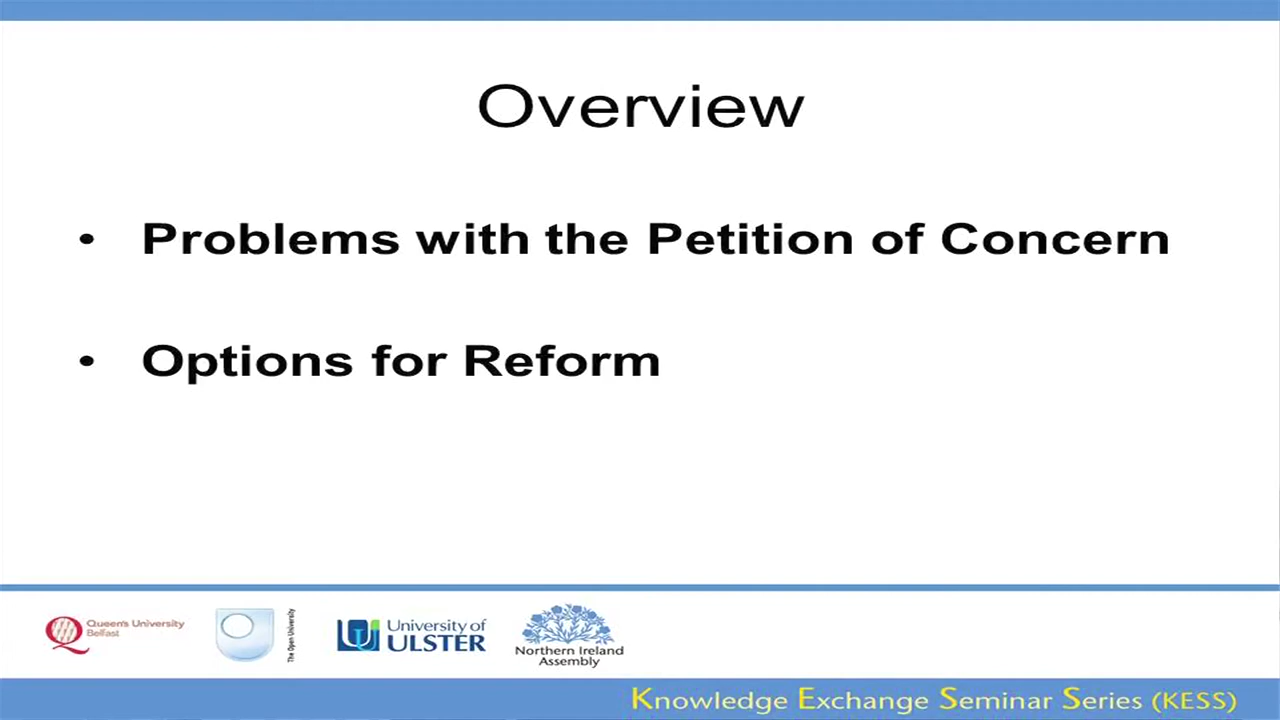 Overview
• Problems with the Petition of Concern
• Options for Reform
Queen's University
Belfast
The Open University
University of
ULSTER
Northern Ireland
Assembly
Knowledge Exchange Seminar Series (KESS)